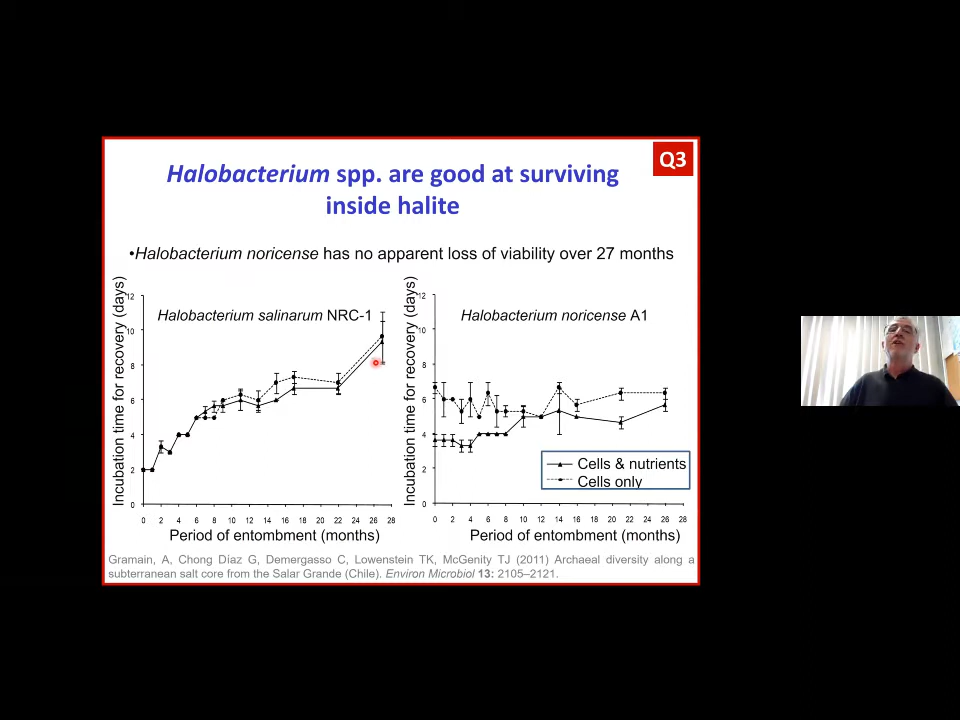 Q3
Halobacterium spp. are good at surviving
inside halite
•Halobacterium noricense has no apparent loss of viability over 27 months
Incubation time for recovery (days)
12
10
8
6
4
2
0
Halobacterium salinarum NRC-1
0 2 4 6 8 10 12 14 16 18 20 22 24 26 28
Period of entombment (months)
Incubation time for recovery (days)
12
10
8
6
4
2
0
Halobacterium noricense A1
Cells & nutrients
Cells only
0 2 4 6 8 10 12 14 16 18 20 22 24 26 28
Period of entombment (months)
Gramain, A, Chong Díaz G, Demergasso C, Lowenstein TK, McGenity TJ (2011) Archaeal diversity along a
subterranean salt core from the Salar Grande (Chile). Environ Microbiol 13: 2105–2121.